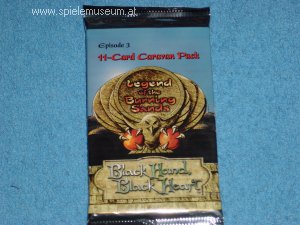 www.spielemuseum.at
Episode 3
11-Card Caravan Pack
Legend
of the
Burning
Sands
Black Hand,
Black Heart